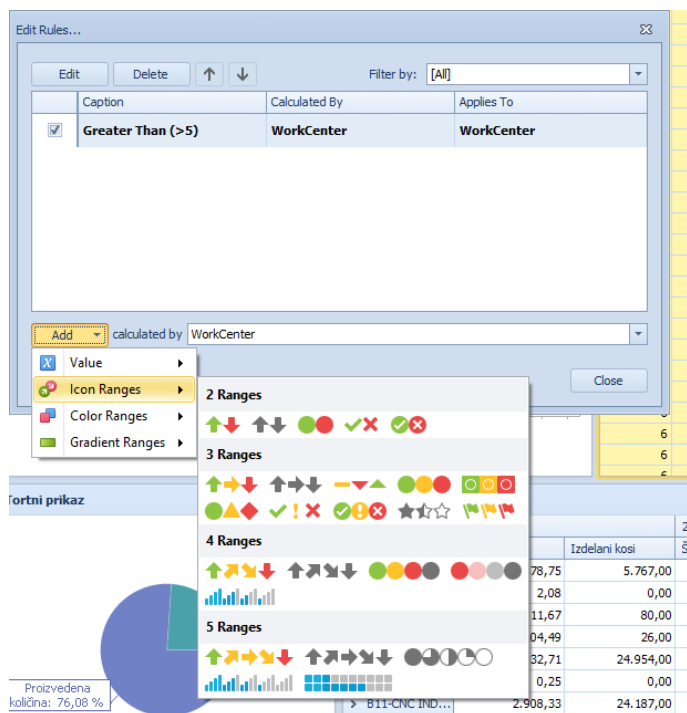 Edit Rules...
Edit Delete Filter by: [All]
Caption Calculated By Applies To
Greater Than (>5) WorkCenter WorkCenter
Add calculated by WorkCenter
Value
Icon Ranges
Color Ranges
Gradient Ranges
Close
2 Ranges
3 Ranges
4 Ranges
5 Ranges
6
6
Tortni prikaz
Izdelani kosi
78,75 5.767,00
2,08 0,00
11,67 80,00
04,49 26,00
32,71 24.954,00
0,25 0,00
B11-CNC IND... 2.908,33 24.187,00
Proizvedena
količina: 76,08 %